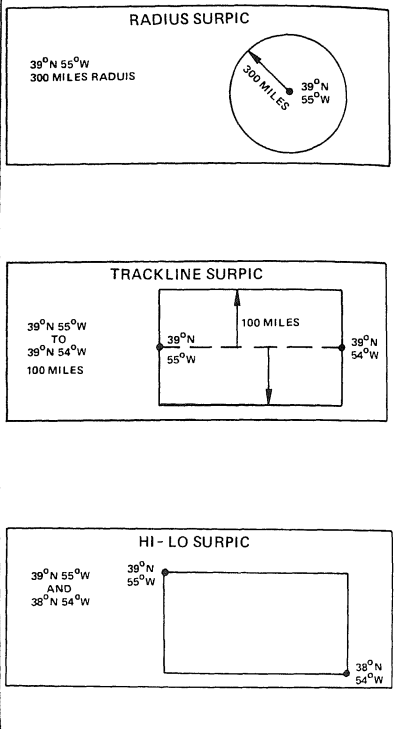 RADIUS SURPIC
39°N 55°W
300 MILES RADUIS
300 MILES
39°N
55°W
TRACKLINE SURPIC
39°N 55°W
TO
39°N 54°W
100 MILES
39°N
55°W
100 MILES
39°N
54°W
HI-LO SURPIC
39°N 55°W
AND
38°N 54°W
39°N
55°W
38°N
54°W